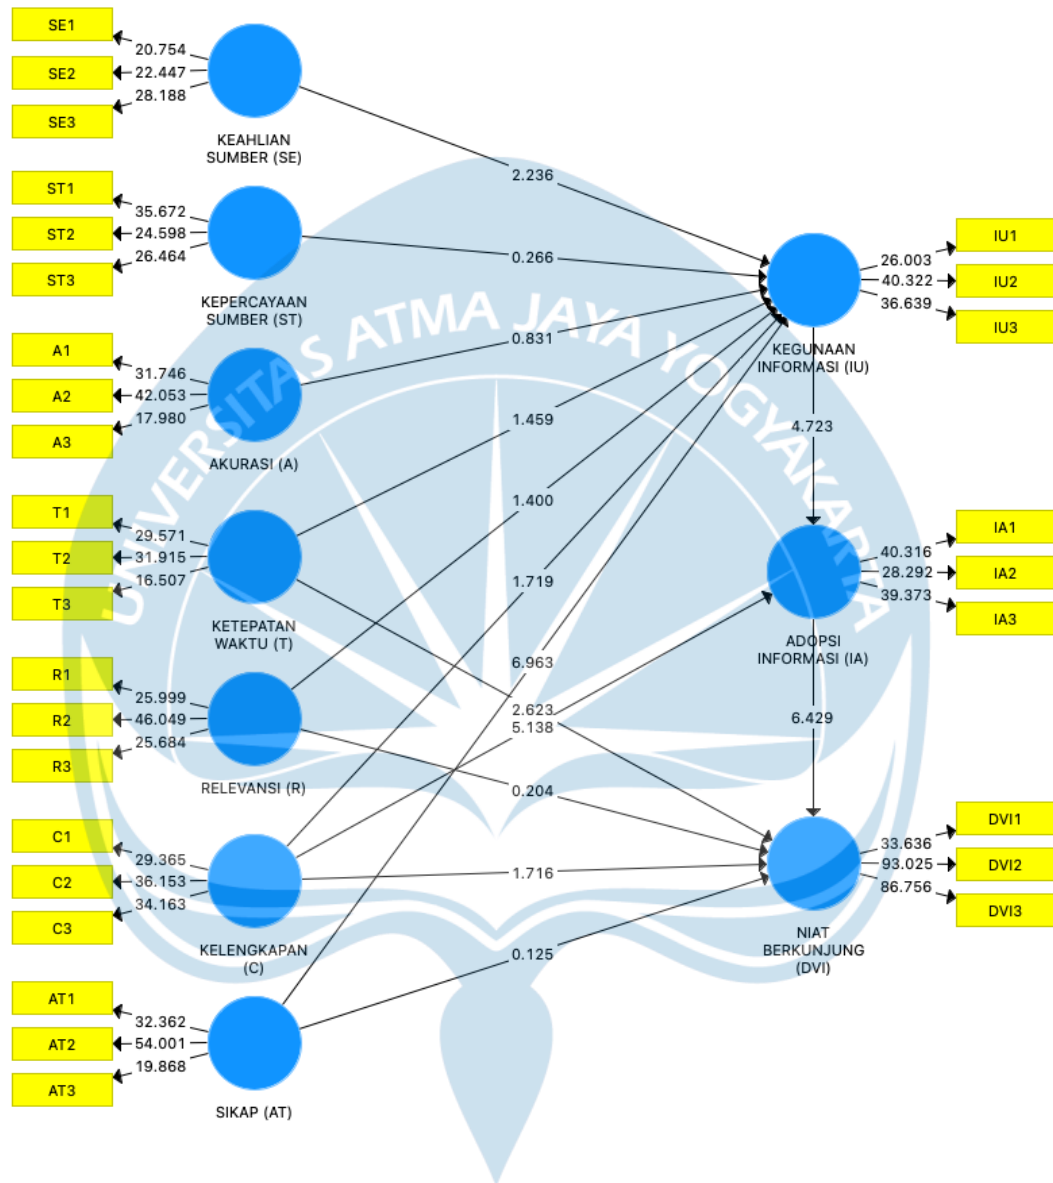 SE1
20.754
SE2
22.447
28.188
SE3
KEAHLIAN
SUMBER (SE)
2.236
ST1
35.672
ST2
24.598
26.464
ST3
KEPERCAYAAN
SUMBER (ST)
0.266
IU1
26.003
IU2
40.322
36.639
IU3
KEGUNAAN
INFORMASI (IU)
UNIVERSITAS ATMA JAYA YOGYAKARTA
A1
31.746
A2
42.053
17.980
A3
AKURASI (A)
0.831
1.459
4.723
T1
29.571
T2
31.915
16.507
T3
KETEPATAN
WAKTU (T)
1.400
1.719
IA1
40.316
IA2
28.292
39.373
IA3
ADOPSI
INFORMASI (IA)
6.963
2.623
5.138
6.429
R1
25.999
R2
46.049
25.684
R3
RELEVANSI (R)
0.204
C1
29.365
C2
36.153
34.163
C3
KELENGKAPAN
(C)
1.716
DVI1
33.636
DVI2
93.025
86.756
DVI3
NIAT
BERKUNJUNG
(DVI)
0.125
AT1
32.362
AT2
54.001
19.868
AT3
SIKAP (AT)